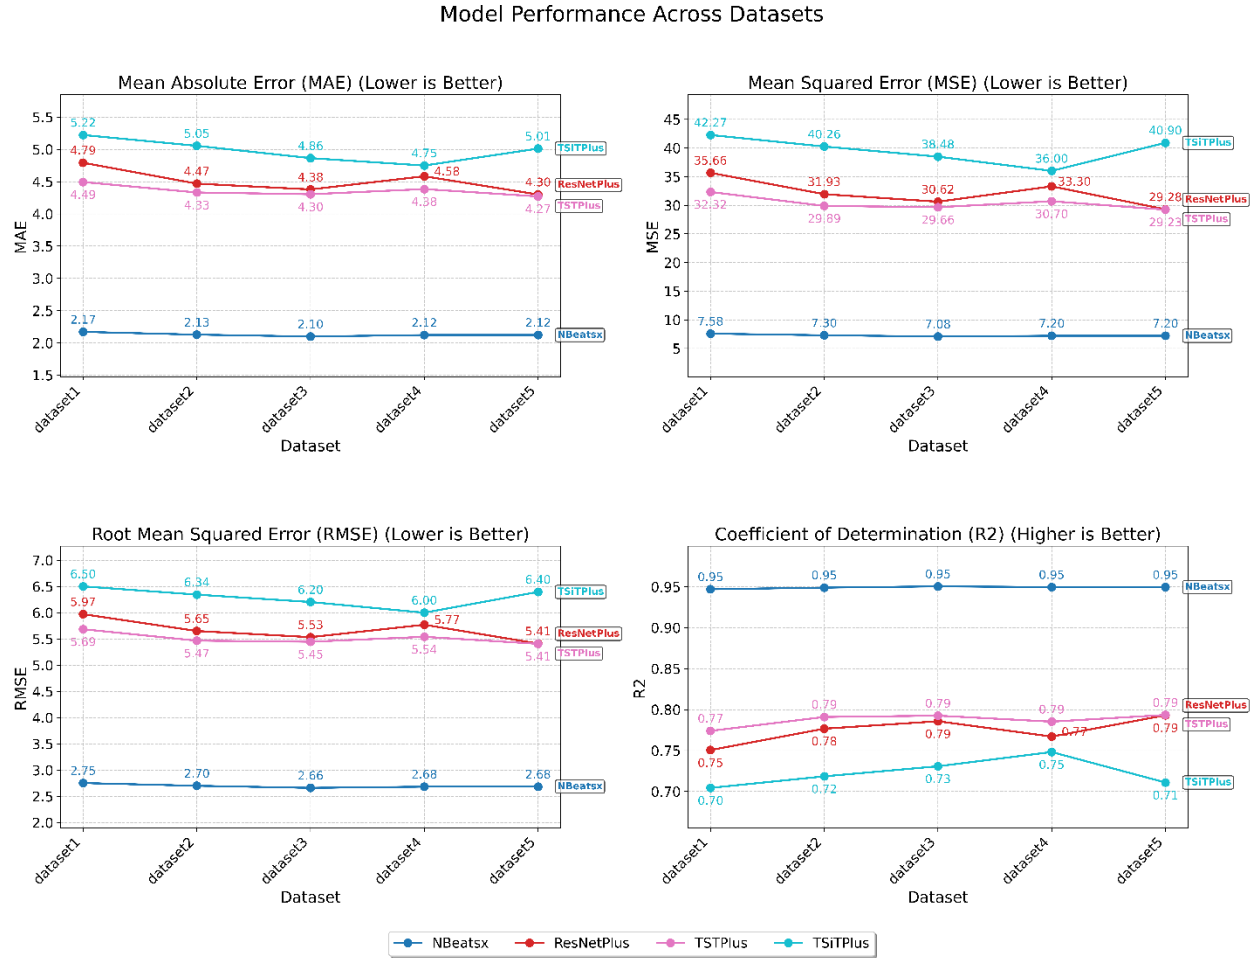 Model Performance Across Datasets
Mean Absolute Error (MAE) (Lower is Better)
5.5
5.0
4.5
4.0
3.5
3.0
2.5
2.0
1.5
MAE
5.22
5.05
4.86
4.75
5.01
TSiTPlus
4.79
4.47
4.38
4.58
4.30
ResNetPlus
4.49
4.33
4.30
4.38
4.27
TSTPlus
2.17
2.13
2.10
2.12
2.12
NBeatsx
dataset1
dataset2
dataset3
dataset4
dataset5
Dataset
Mean Squared Error (MSE) (Lower is Better)
45
40
35
30
25
20
15
10
5
MSE
42.27
40.26
38.48
36.00
40.90
TSiTPlus
35.66
31.93
30.62
33.30
29.28
ResNetPlus
32.32
29.89
29.66
30.70
29.23
TSTPlus
7.58
7.30
7.08
7.20
7.20
NBeatsx
dataset1
dataset2
dataset3
dataset4
dataset5
Dataset
Root Mean Squared Error (RMSE) (Lower is Better)
7.0
6.5
6.0
5.5
5.0
4.5
4.0
3.5
3.0
2.5
2.0
RMSE
6.50
6.34
6.20
6.00
6.40
TSiTPlus
5.97
5.65
5.53
5.77
5.41
ResNetPlus
5.69
5.47
5.45
5.54
5.41
TSTPlus
2.75
2.70
2.66
2.68
2.68
NBeatsx
dataset1
dataset2
dataset3
dataset4
dataset5
Dataset
Coefficient of Determination (R2) (Higher is Better)
0.95
0.90
0.85
0.80
0.75
0.70
R2
0.95
0.95
0.95
0.95
0.95
NBeatsx
0.77
0.79
0.79
0.79
0.79
ResNetPlus
TSTPlus
0.75
0.78
0.79
0.77
0.79
0.70
0.72
0.73
0.75
0.71
TSiTPlus
dataset1
dataset2
dataset3
dataset4
dataset5
Dataset
NBeatsx ResNetPlus TSTPlus TSiTPlus